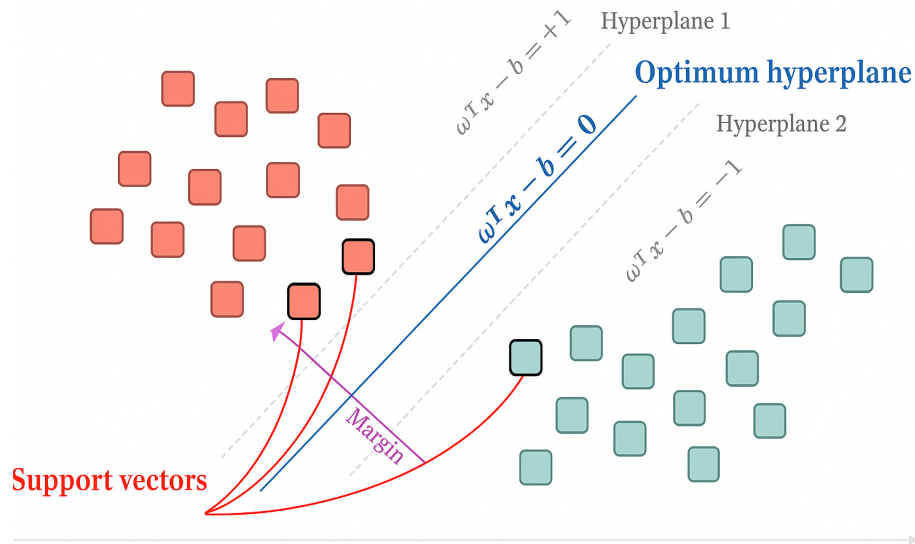 Hyperplane 1
ωᵀx − b = +1
Optimum hyperplane
ωᵀx − b = 0
Hyperplane 2
ωᵀx − b = −1
Margin
Support vectors